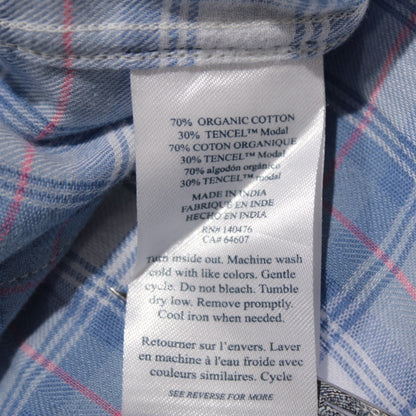 70% ORGANIC COTTON
30% TENCEL™ Modal
70% COTON ORGANIQUE
30% TENCEL™ Modal
70% algodón orgánico
30% TENCEL™ modal
MADE IN INDIA
FABRIQUE EN INDE
HECHO EN INDIA
RN# 140476
CA# 64607
Turn inside out. Machine wash
cold with like colors. Gentle
cycle. Do not bleach. Tumble
dry low. Remove promptly.
Cool iron when needed.
Retourner sur l'envers. Laver
en machine à l'eau froide avec
couleurs similaires. Cycle
SEE REVERSE FOR MORE